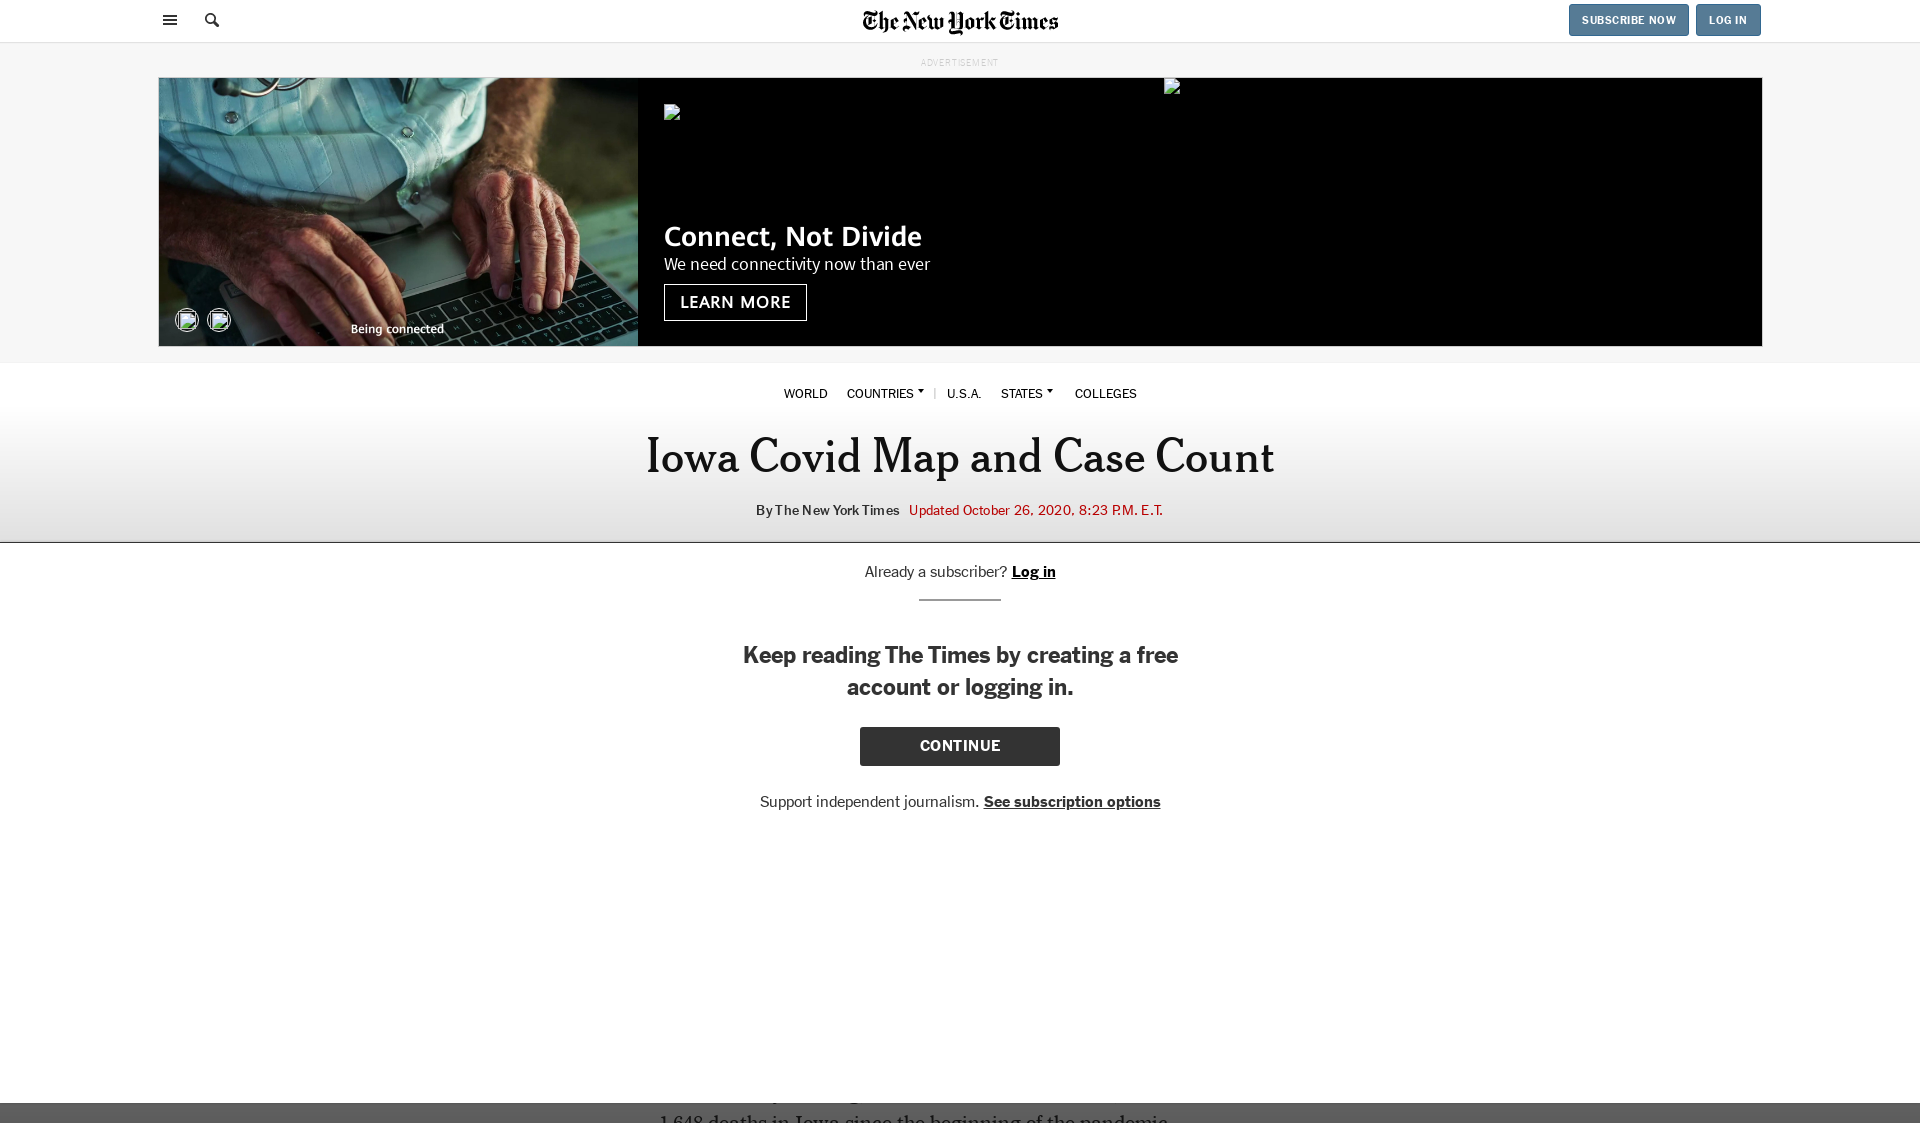 The New York Times
SUBSCRIBE NOW
LOG IN
ADVERTISEMENT
Connect, Not Divide
We need connectivity now than ever
LEARN MORE
Being connected
WORLD COUNTRIES | U.S.A. STATES COLLEGES
Iowa Covid Map and Case Count
By The New York Times Updated October 26, 2020, 8:23 P.M. E.T.
Already a subscriber? Log in
Keep reading The Times by creating a free
account or logging in.
CONTINUE
Support independent journalism. See subscription options
1,648 deaths in Iowa since the beginning of the pandemic